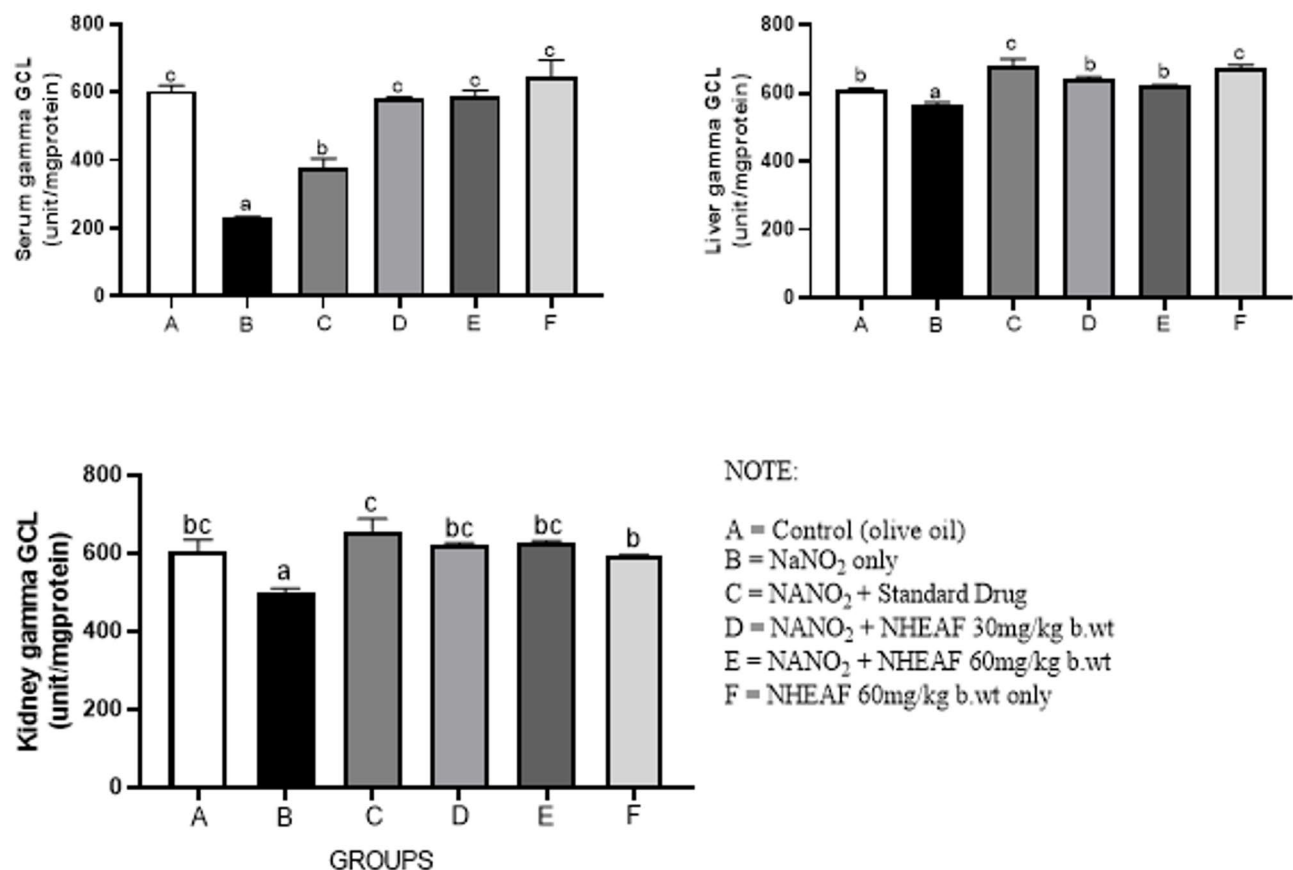 Serum gamma GCL
(unit/mgprotein)
800
600
400
200
0
c
a
b
c
c
c
A B C D E F
Liver gamma GCL
(unit/mgprotein)
800
600
400
200
0
b
a
c
b
b
c
A B C D E F
Kidney gamma GCL
(unit/mgprotein)
800
600
400
200
0
bc
a
c
bc
bc
b
A B C D E F
GROUPS
NOTE:
A = Control (olive oil)
B = NaNO₂ only
C = NANO₂ + Standard Drug
D = NANO₂ + NHEAF 30mg/kg b.wt
E = NANO₂ + NHEAF 60mg/kg b.wt
F = NHEAF 60mg/kg b.wt only